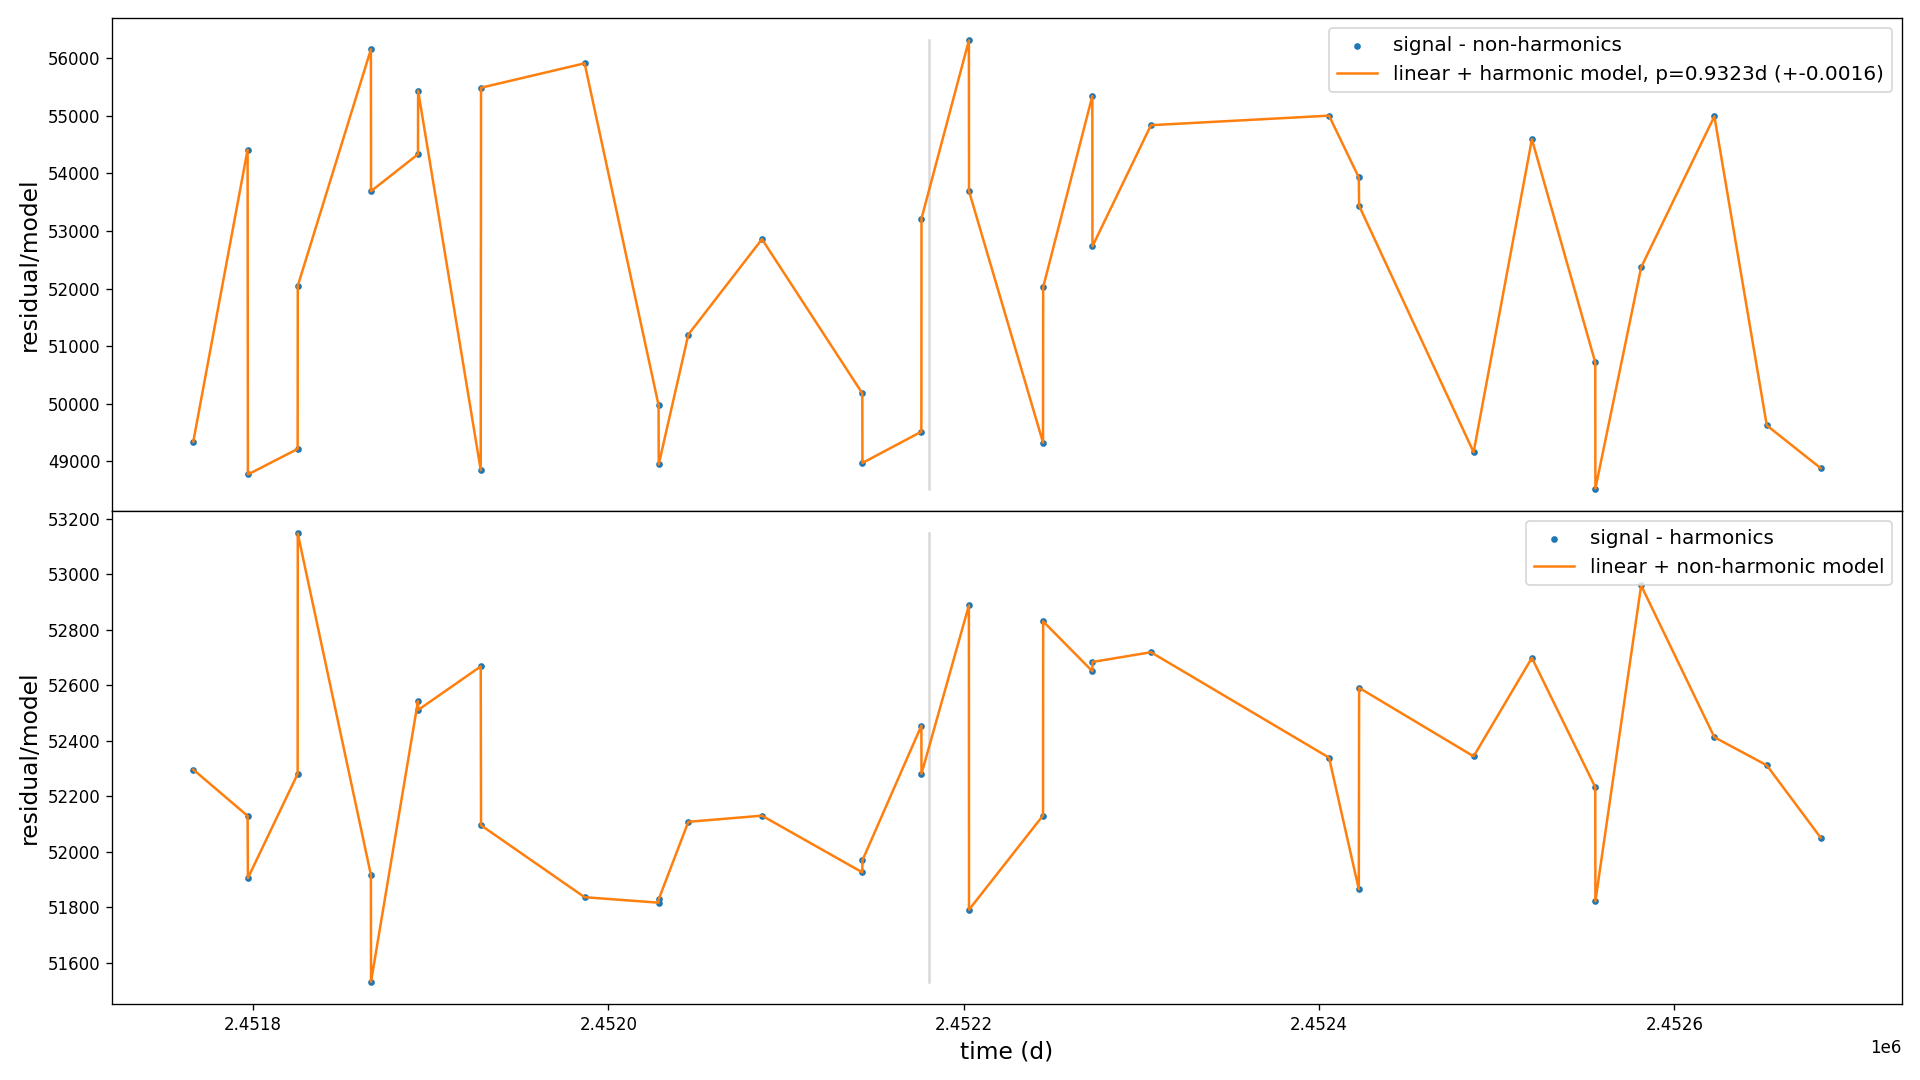 signal - non-harmonics
linear + harmonic model, p=0.9323d (+-0.0016)
56000
55000
54000
53000
52000
51000
50000
49000
residual/model
signal - harmonics
linear + non-harmonic model
53200
53000
52800
52600
52400
52200
52000
51800
51600
residual/model
2.4518
2.4520
2.4522
2.4524
2.4526
1e6
time (d)